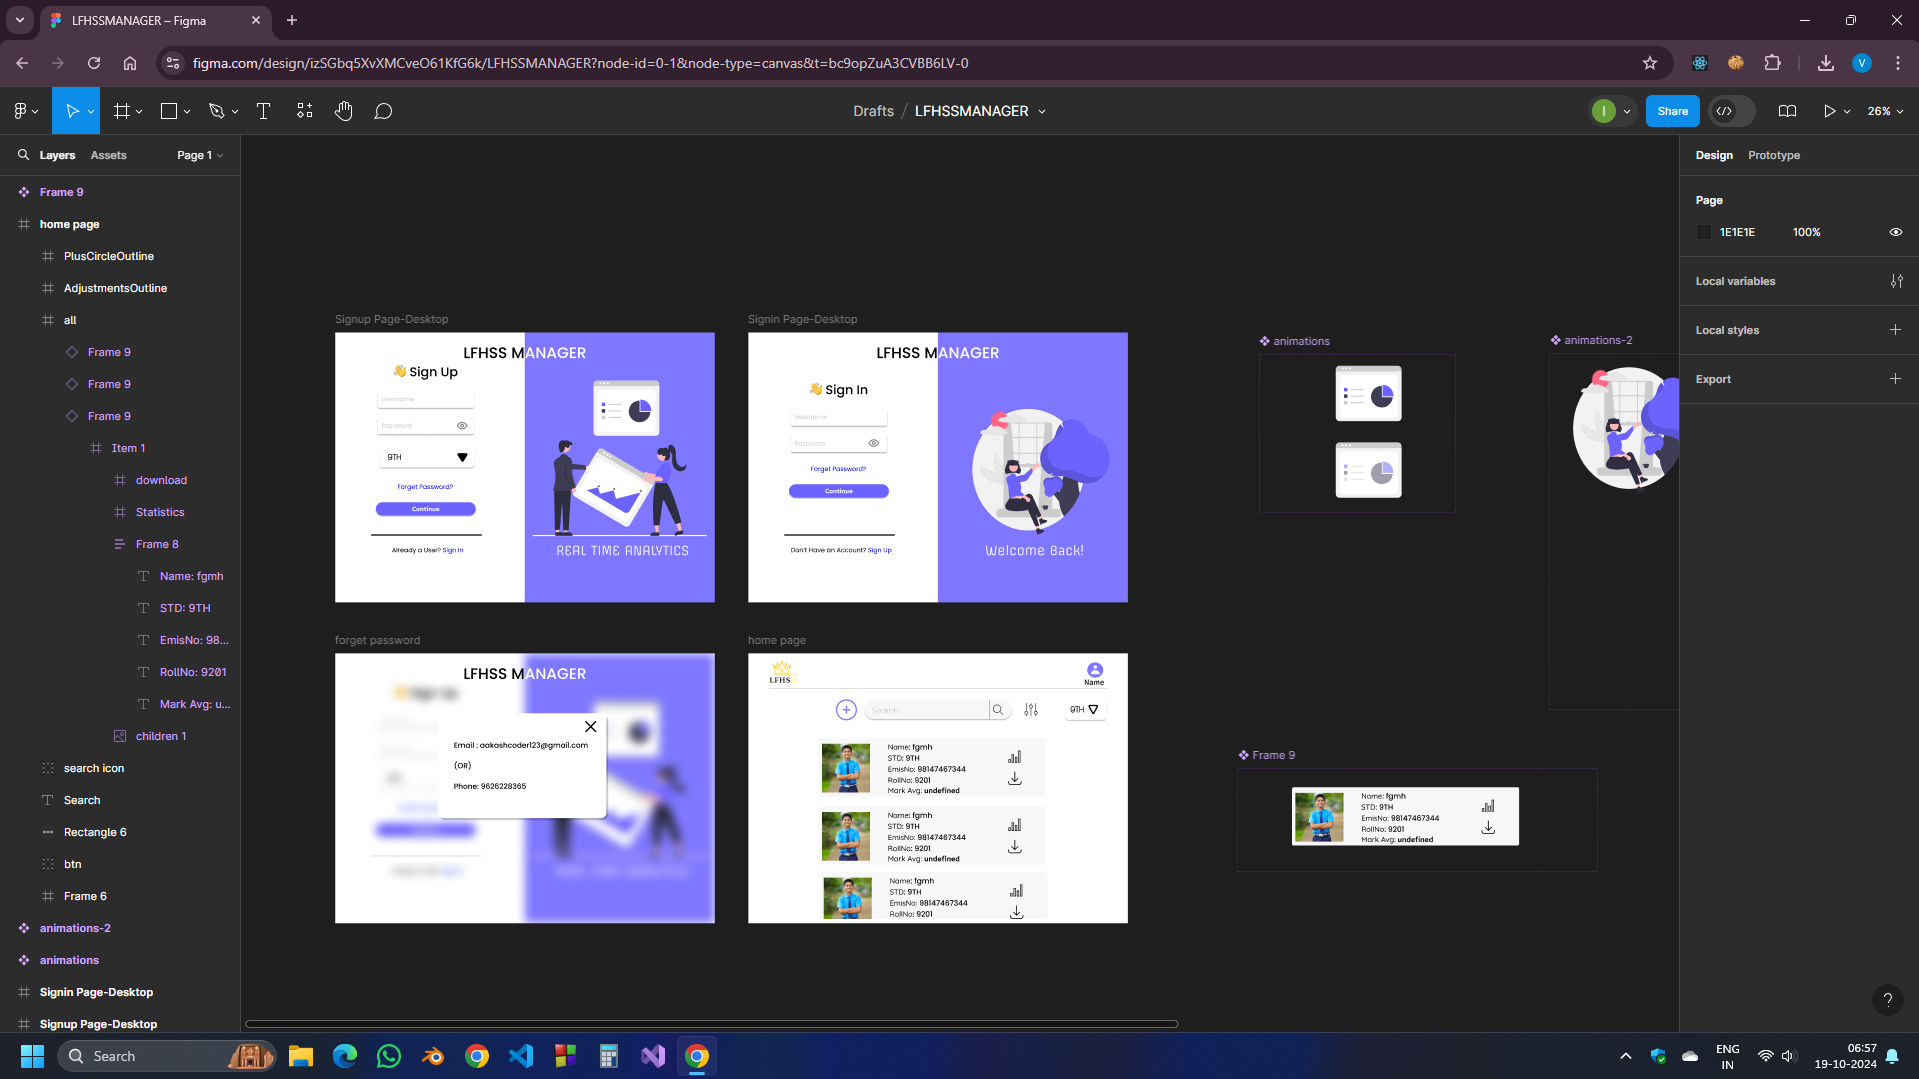 LFHSSMANAGER – Figma
figma.com/design/izSGbq5XvXMCveO61KfG6k/LFHSSMANAGER?node-id=0-1&node-type=canvas&t=bc9opZuA3CVBB6LV-0
V
Drafts / LFHSSMANAGER
I
Share
26%
Layers
Assets
Page 1
Frame 9
home page
PlusCircleOutline
AdjustmentsOutline
all
Frame 9
Frame 9
Frame 9
Item 1
download
Statistics
Frame 8
Name: fgmh
STD: 9TH
EmisNo: 98...
RollNo: 9201
Mark Avg: u...
children 1
search icon
Search
Rectangle 6
btn
Frame 6
animations-2
animations
Signin Page-Desktop
Signup Page-Desktop
Signup Page-Desktop
LFHSS MANAGER
Sign Up
Username
Password
9TH
Forget Password?
Continue
Already a User? Sign In
REAL TIME ANALYTICS
Signin Page-Desktop
LFHSS MANAGER
Sign In
Username
Password
Forget Password?
Continue
Don't Have an Account? Sign Up
Welcome Back!
animations
animations-2
forget password
LFHSS MANAGER
Sign Up
Email : aakashcoder123@gmail.com
(OR)
Phone: 9626228365
home page
LFHSS
Name
Search
9TH
Name: fgmh
STD: 9TH
EmisNo: 98147467344
RollNo: 9201
Mark Avg: undefined
Name: fgmh
STD: 9TH
EmisNo: 98147467344
RollNo: 9201
Mark Avg: undefined
Name: fgmh
STD: 9TH
EmisNo: 98147467344
RollNo: 9201
Frame 9
Name: fgmh
STD: 9TH
EmisNo: 98147467344
RollNo: 9201
Mark Avg: undefined
Design
Prototype
Page
1E1E1E
100%
Local variables
Local styles
Export
?
Search
ENG
IN
06:57
19-10-2024